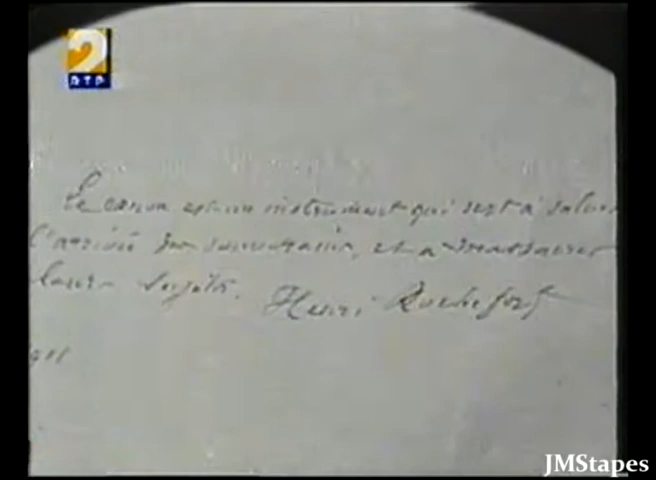 2
RTP
Le canon est un instrument qui sert à saluer
l'arrivée des souverains, et à massacrer
leurs sujets.
Henri Rochefort
911
JMStapes